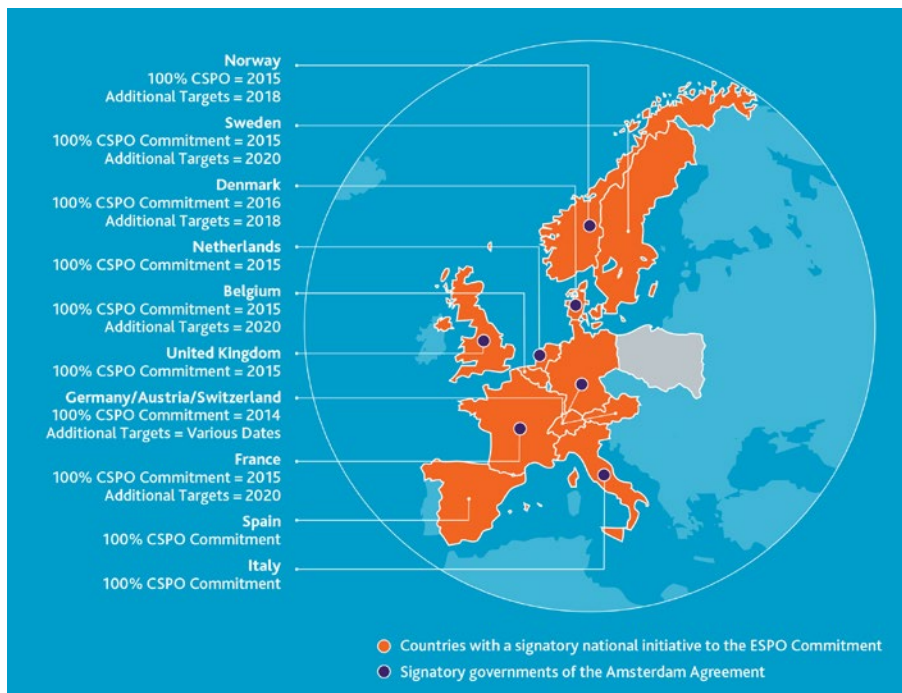 Norway
100% CSPO = 2015
Additional Targets = 2018
Sweden
100% CSPO Commitment = 2015
Additional Targets = 2020
Denmark
100% CSPO Commitment = 2016
Additional Targets = 2018
Netherlands
100% CSPO Commitment = 2015
Belgium
100% CSPO Commitment = 2015
Additional Targets = 2020
United Kingdom
100% CSPO Commitment = 2015
Germany/Austria/Switzerland
100% CSPO Commitment = 2014
Additional Targets = Various Dates
France
100% CSPO Commitment = 2015
Additional Targets = 2020
Spain
100% CSPO Commitment
Italy
100% CSPO Commitment
Countries with a signatory national initiative to the ESPO Commitment
Signatory governments of the Amsterdam Agreement